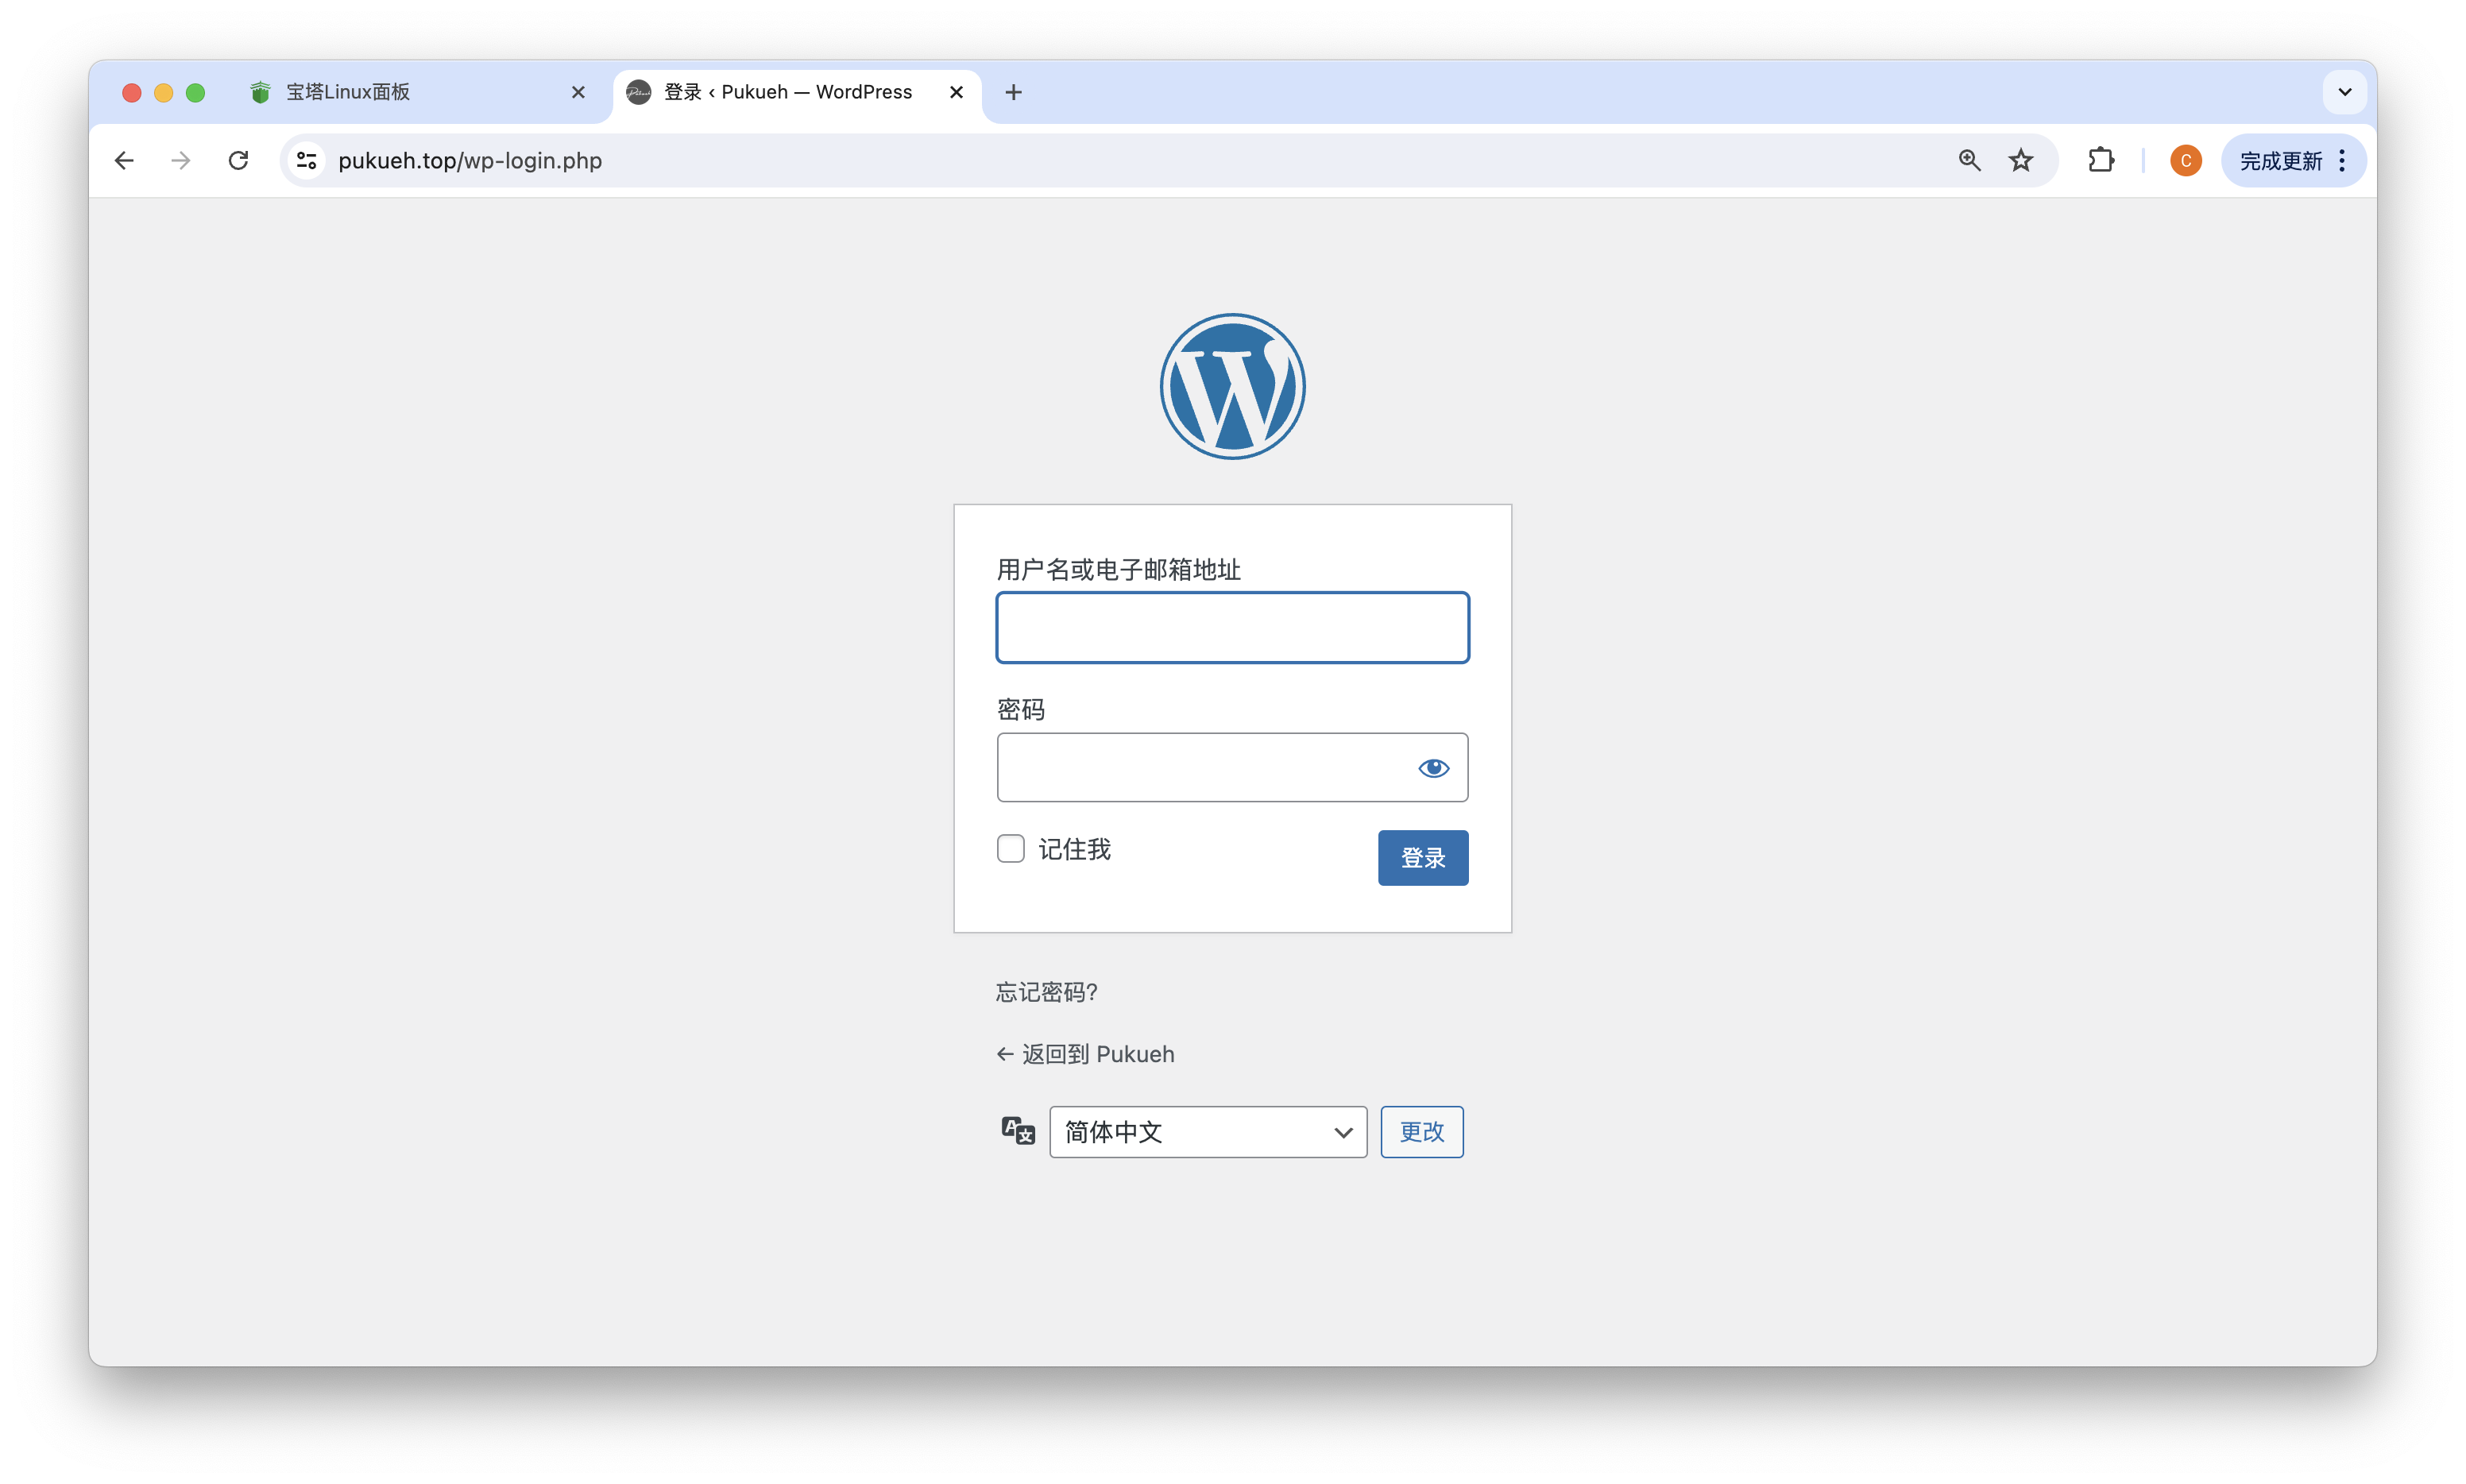 宝塔Linux面板
登录 ‹ Pukueh — WordPress
pukueh.top/wp-login.php
C
完成更新
用户名或电子邮箱地址
密码
记住我
登录
忘记密码?
← 返回到 Pukueh
简体中文
更改